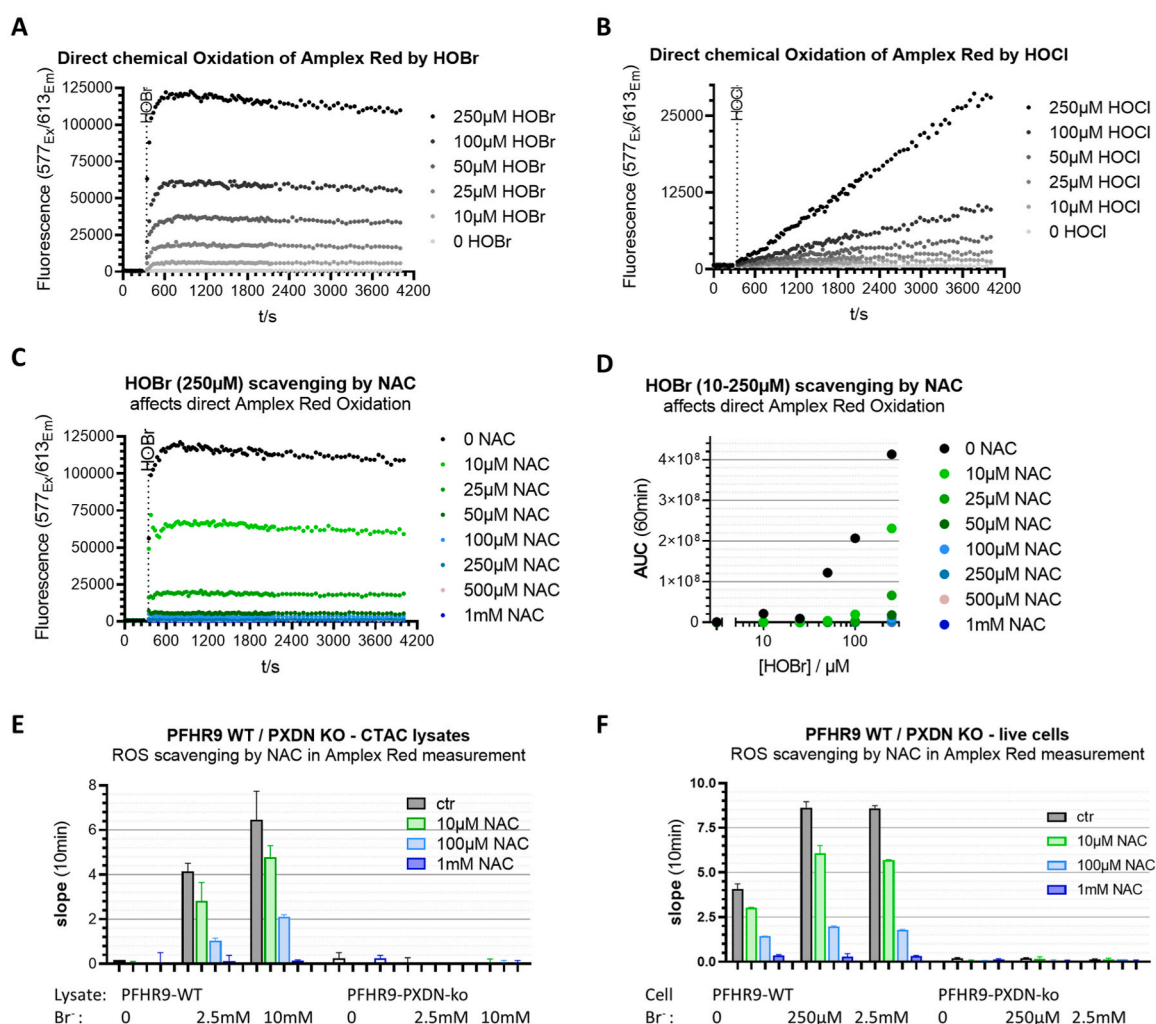 A
Direct chemical Oxidation of Amplex Red by HOBr
Fluorescence (577Ex/613Em)
125000
100000
75000
50000
25000
0
HOBr
0 600 1200 1800 2400 3000 3600 4200
t/s
250µM HOBr
100µM HOBr
50µM HOBr
25µM HOBr
10µM HOBr
0 HOBr
B
Direct chemical Oxidation of Amplex Red by HOCl
Fluorescence (577Ex/613Em)
25000
12500
0
HOCl
600 1200 1800 2400 3000 3600 4200
t/s
250µM HOCl
100µM HOCl
50µM HOCl
25µM HOCl
10µM HOCl
0 HOCl
C
HOBr (250µM) scavenging by NAC
affects direct Amplex Red Oxidation
Fluorescence (577Ex/613Em)
125000
100000
75000
50000
25000
0
HOBr
0 600 1200 1800 2400 3000 3600 4200
t/s
0 NAC
10µM NAC
25µM NAC
50µM NAC
100µM NAC
250µM NAC
500µM NAC
1mM NAC
D
HOBr (10-250µM) scavenging by NAC
affects direct Amplex Red Oxidation
AUC (60min)
4×10⁸
3×10⁸
2×10⁸
1×10⁸
0
10 100
[HOBr] / µM
0 NAC
10µM NAC
25µM NAC
50µM NAC
100µM NAC
250µM NAC
500µM NAC
1mM NAC
E
PFHR9 WT / PXDN KO - CTAC lysates
ROS scavenging by NAC in Amplex Red measurement
slope (10min)
8
6
4
2
0
ctr
10µM NAC
100µM NAC
1mM NAC
Lysate: PFHR9-WT PFHR9-PXDN-ko
Br⁻: 0 2.5mM 10mM 0 2.5mM 10mM
F
PFHR9 WT / PXDN KO - live cells
ROS scavenging by NAC in Amplex Red measurement
slope (10min)
10.0
7.5
5.0
2.5
0.0
ctr
10µM NAC
100µM NAC
1mM NAC
Cell PFHR9-WT PFHR9-PXDN-ko
Br⁻: 0 250µM 2.5mM 0 250µM 2.5mM